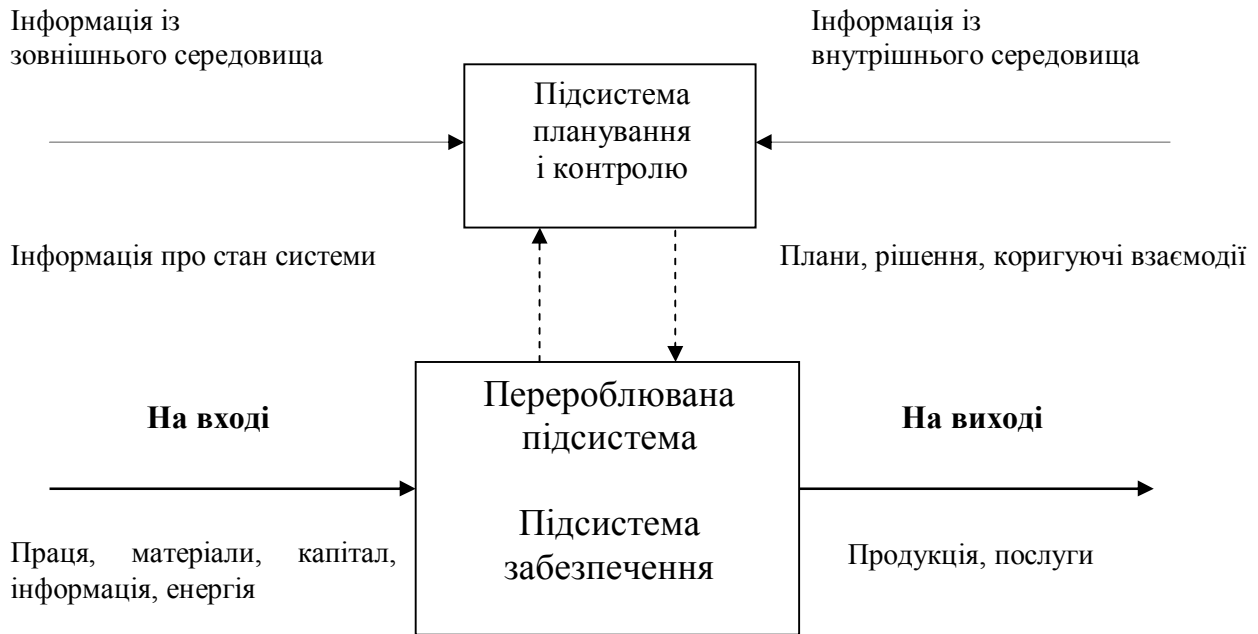 Інформація із
зовнішнього середовища
Інформація із
внутрішнього середовища
Підсистема
планування
і контролю
Інформація про стан системи
Плани, рішення, коригуючі взаємодії
На вході
Перероблювана
підсистема
На виході
Підсистема
забезпечення
Праця, матеріали, капітал,
інформація, енергія
Продукція, послуги